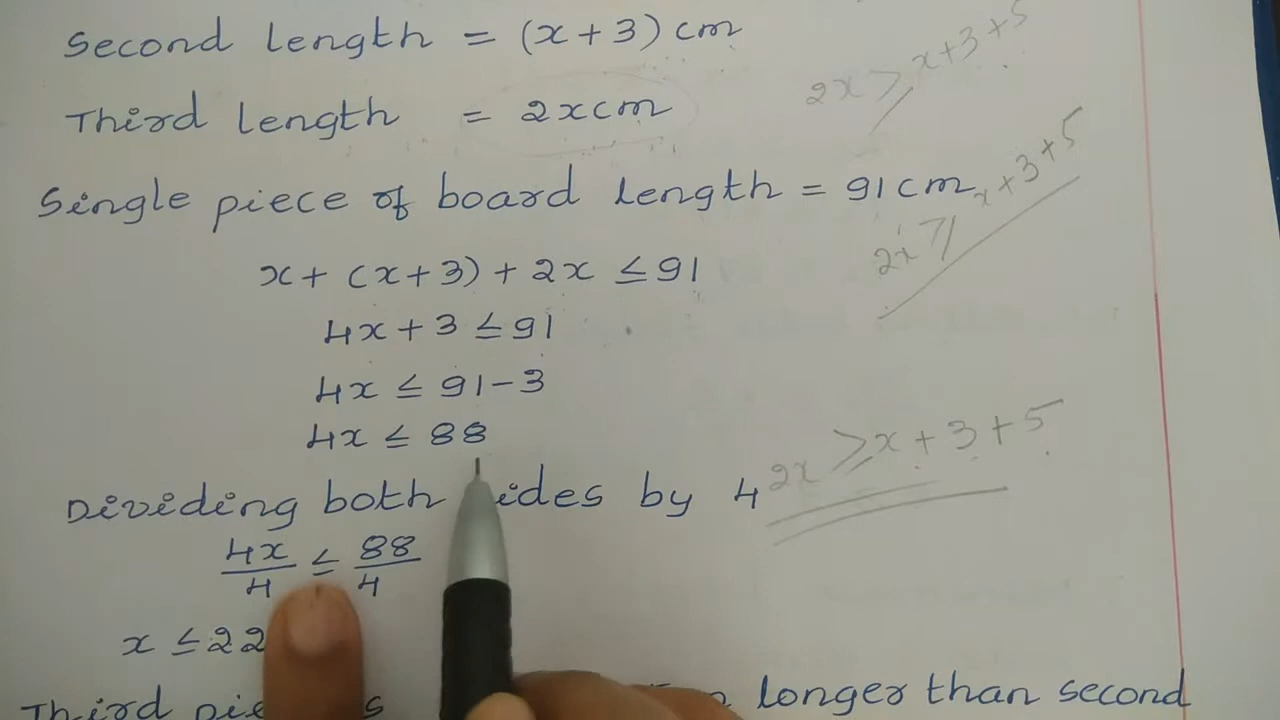 Second length = (x+3) cm
2x ≥ x+3+5
Third length = 2x cm
Single piece of board length = 91 cm
2x ≥ x+3+5
x + (x+3) + 2x ≤ 91
4x + 3 ≤ 91
4x ≤ 91-3
4x ≤ 88
2x ≥ x+3+5
Dividing both ides by 4
4x/4 ≤ 88/4
x ≤ 22
Third longer than second